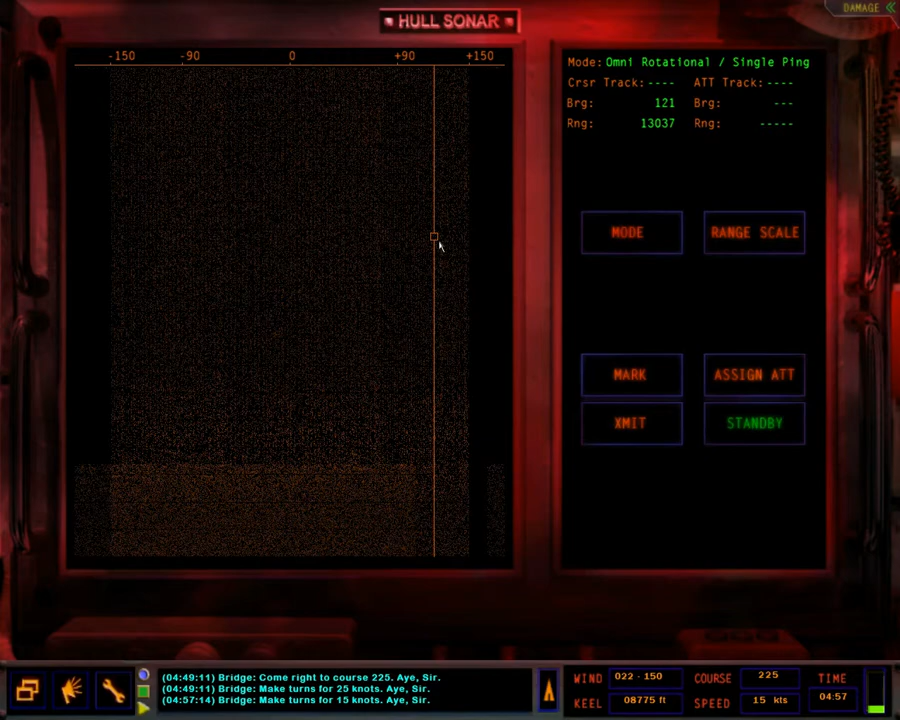 DAMAGE
HULL SONAR
-150 -90 0 +90 +150
Mode: Omni Rotational / Single Ping
Crsr Track: ---- ATT Track: ----
Brg: 121 Brg: ---
Rng: 13037 Rng: -----
MODE RANGE SCALE
MARK ASSIGN ATT
XMIT STANDBY
(04:49:11) Bridge: Come right to course 225. Aye, Sir.
(04:49:11) Bridge: Make turns for 25 knots. Aye, Sir.
(04:57:14) Bridge: Make turns for 15 knots. Aye, Sir.
WIND 022 - 150 COURSE 225 TIME
KEEL 08775 ft SPEED 15 kts 04:57